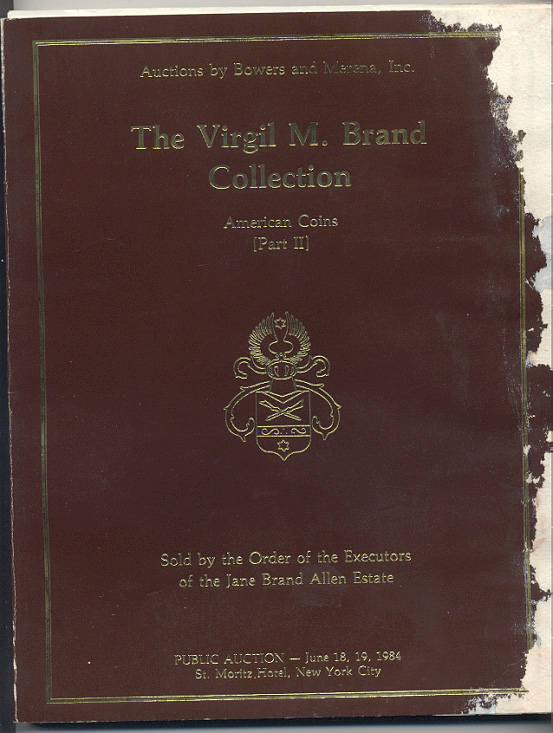 Auctions by Bowers and Merena, Inc.
The Virgil M. Brand
Collection
American Coins
[Part II]
Sold by the Order of the Executors
of the Jane Brand Allen Estate
PUBLIC AUCTION — June 18, 19, 1984
St. Moritz Hotel, New York City